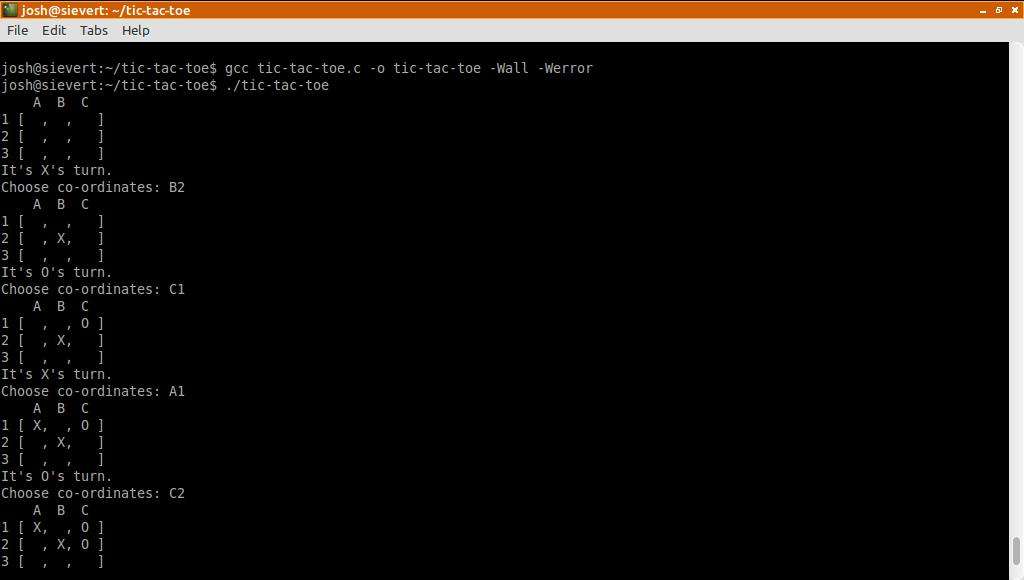 josh@sievert: ~/tic-tac-toe
File Edit Tabs Help
josh@sievert:~/tic-tac-toe$ gcc tic-tac-toe.c -o tic-tac-toe -Wall -Werror
josh@sievert:~/tic-tac-toe$ ./tic-tac-toe
    A  B  C
1 [  ,  ,   ]
2 [  ,  ,   ]
3 [  ,  ,   ]
It's X's turn.
Choose co-ordinates: B2
    A  B  C
1 [  ,  ,   ]
2 [  , X,   ]
3 [  ,  ,   ]
It's O's turn.
Choose co-ordinates: C1
    A  B  C
1 [  ,  , O ]
2 [  , X,   ]
3 [  ,  ,   ]
It's X's turn.
Choose co-ordinates: A1
    A  B  C
1 [ X,  , O ]
2 [  , X,   ]
3 [  ,  ,   ]
It's O's turn.
Choose co-ordinates: C2
    A  B  C
1 [ X,  , O ]
2 [  , X, O ]
3 [  ,  ,   ]